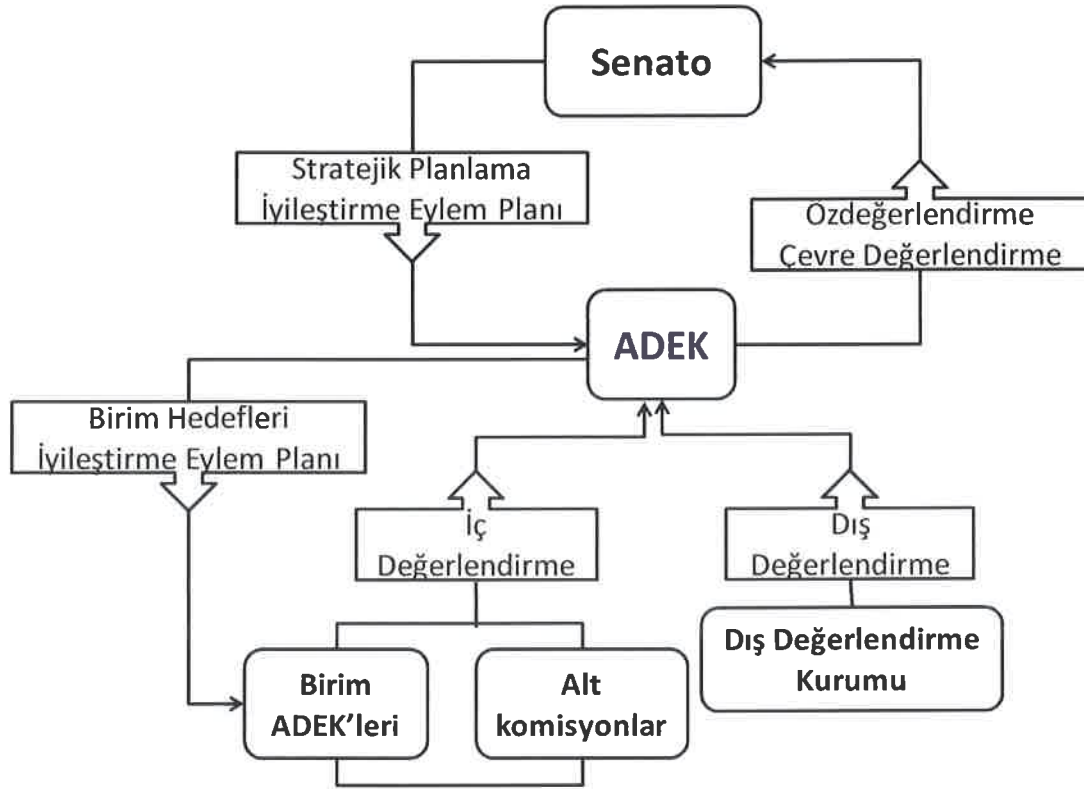 Senato
Stratejik Planlama
İyileştirme Eylem Planı
Özdeğerlendirme
Çevre Değerlendirme
ADEK
Birim Hedefleri
İyileştirme Eylem Planı
İç
Değerlendirme
Dış
Değerlendirme
Birim
ADEK’leri
Alt
komisyonlar
Dış Değerlendirme
Kurumu